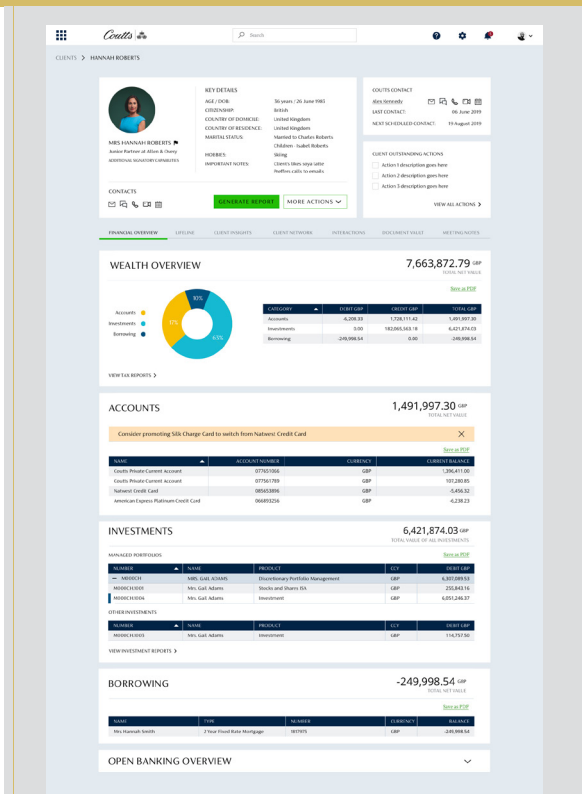 Coutts
Search
CLIENTS > HANNAH ROBERTS
MRS HANNAH ROBERTS
Junior Partner at Allen & Overy
ADDITIONAL SIGNATORY CAPABILITIES
CONTACTS
KEY DETAILS
AGE / DOB: 36 years / 26 June 1983
CITIZENSHIP: British
COUNTRY OF DOMICILE: United Kingdom
COUNTRY OF RESIDENCE: United Kingdom
MARITAL STATUS: Married to Charles Roberts
Children - Isabel Roberts
HOBBIES: Skiing
IMPORTANT NOTES: Client's likes soya latte
Preffers calls to emails
GENERATE REPORT
MORE ACTIONS
COUTTS CONTACT
Alex Kennedy
LAST CONTACT: 06 June 2019
NEXT SCHEDULED CONTACT: 19 August 2019
CLIENT OUTSTANDING ACTIONS
Action 1 description goes here
Action 2 description goes here
Action 3 description goes here
VIEW ALL ACTIONS >
FINANCIAL OVERVIEW LIFELINE CLIENT INSIGHTS CLIENT NETWORK INTERACTIONS DOCUMENT VAULT MEETING NOTES
WEALTH OVERVIEW
7,663,872.79 GBP
TOTAL NET VALUE
Save as PDF
Accounts
Investments
Borrowing
10%
17%
63%
CATEGORY DEBIT GBP CREDIT GBP TOTAL GBP
Accounts -6,208.33 1,728,111.42 1,491,997.30
Investments 0.00 182,065,563.18 6,421,874.03
Borrowing -249,998.54 0.00 -249,998.54
VIEW TAX REPORTS >
ACCOUNTS
1,491,997.30 GBP
TOTAL NET VALUE
Consider promoting Silk Charge Card to switch from Natwest Credit Card
Save as PDF
NAME ACCOUNT NUMBER CURRENCY CURRENT BALANCE
Coutts Private Current Account 077651066 GBP 1,396,411.00
Coutts Private Current Account 077561789 GBP 107,280.85
Natwest Credit Card 085653896 GBP -5,456.32
American Express Platinum Credit Card 066893256 GBP -6,238.23
INVESTMENTS
6,421,874.03 GBP
TOTAL VALUE OF ALL INVESTMENTS
MANAGED PORTFOLIOS
Save as PDF
NUMBER NAME PRODUCT CCY DEBIT GBP
M000CH MRS. GAIL ADAMS Discretionary Portfolio Management GBP 6,307,089.53
M000CH.I001 Mrs. Gail Adams Stocks and Shares ISA GBP 255,843.16
M000CH.I004 Mrs. Gail Adams Investment GBP 6,051,246.37
OTHER INVESTMENTS
NUMBER NAME PRODUCT CCY DEBIT GBP
M000CH.I003 Mrs. Gail Adams Investment GBP 114,757.50
VIEW INVESTMENT REPORTS >
BORROWING
-249,998.54 GBP
TOTAL NET VALUE
Save as PDF
NAME TYPE NUMBER CURRENCY BALANCE
Mrs Hannah Smith 2 Year Fixed Rate Mortgage 1817975 GBP -249,998.54
OPEN BANKING OVERVIEW